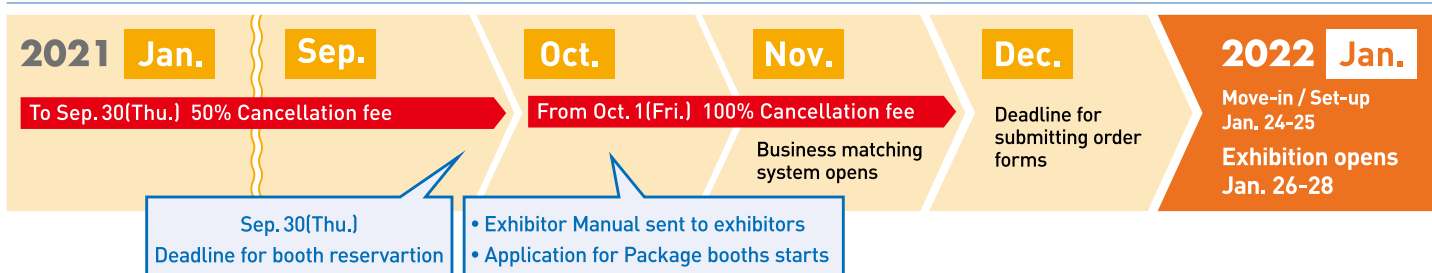 2021 Jan. Sep. Oct. Nov. Dec. 2022 Jan.
To Sep. 30(Thu.) 50% Cancellation fee
From Oct. 1(Fri.) 100% Cancellation fee
Business matching
system opens
Deadline for
submitting order
forms
Move-in / Set-up
Jan. 24-25
Exhibition opens
Jan. 26-28
Sep. 30(Thu.)
Deadline for booth reservartion
• Exhibitor Manual sent to exhibitors
• Application for Package booths starts